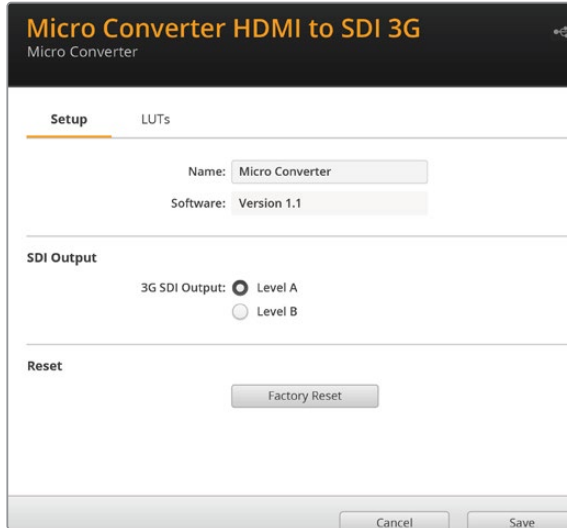 Micro Converter HDMI to SDI 3G
Micro Converter
Setup LUTs
Name: Micro Converter
Software: Version 1.1
SDI Output
3G SDI Output: Level A
Level B
Reset
Factory Reset
Cancel Save